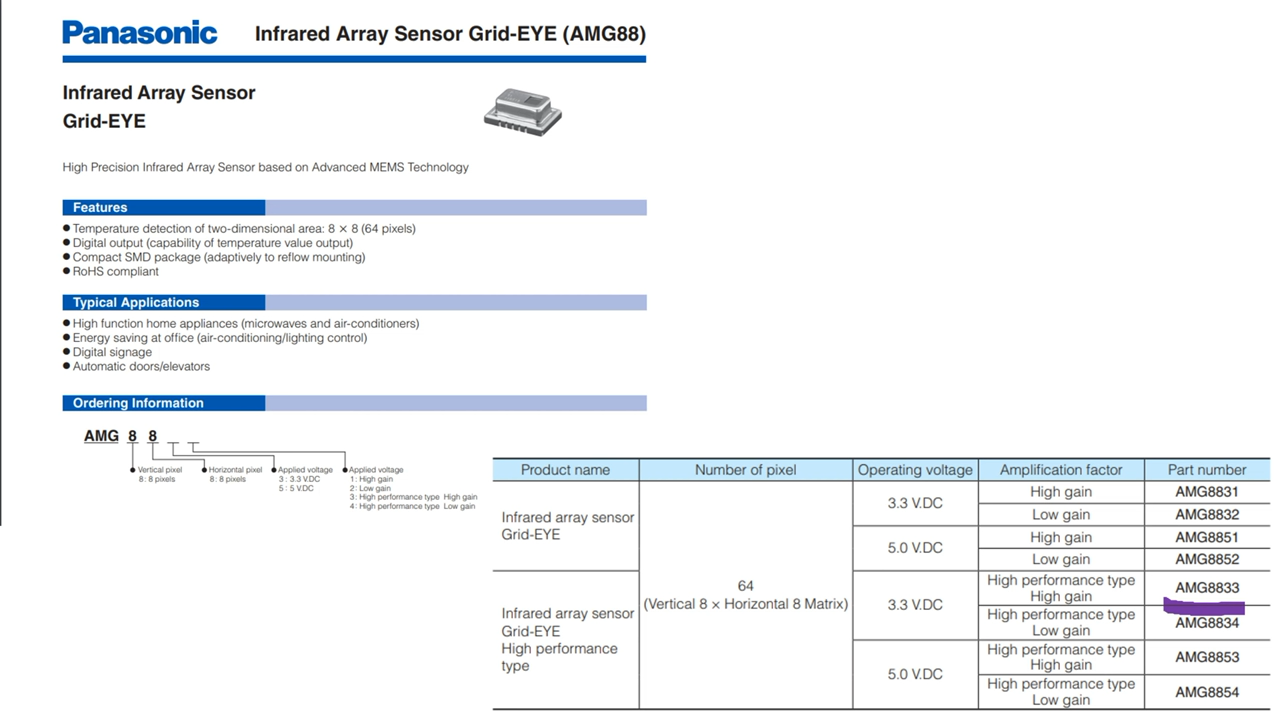 Panasonic Infrared Array Sensor Grid-EYE (AMG88)
Infrared Array Sensor
Grid-EYE
High Precision Infrared Array Sensor based on Advanced MEMS Technology
Features
● Temperature detection of two-dimensional area: 8 × 8 (64 pixels)
● Digital output (capability of temperature value output)
● Compact SMD package (adaptively to reflow mounting)
● RoHS compliant
Typical Applications
● High function home appliances (microwaves and air-conditioners)
● Energy saving at office (air-conditioning/lighting control)
● Digital signage
● Automatic doors/elevators
Ordering Information
AMG 8 8
● Vertical pixel
8: 8 pixels
● Horizontal pixel
8: 8 pixels
● Applied voltage
3 : 3.3 V.DC
5 : 5 V.DC
● Applied voltage
1: High gain
2: Low gain
3: High performance type High gain
4: High performance type Low gain
Product name Number of pixel Operating voltage Amplification factor Part number
Infrared array sensor
Grid-EYE
64
(Vertical 8 × Horizontal 8 Matrix)
3.3 V.DC
High gain AMG8831
Low gain AMG8832
5.0 V.DC
High gain AMG8851
Low gain AMG8852
Infrared array sensor
Grid-EYE
High performance
type
3.3 V.DC
High performance type
High gain
AMG8833
High performance type
Low gain
AMG8834
5.0 V.DC
High performance type
High gain
AMG8853
High performance type
Low gain
AMG8854